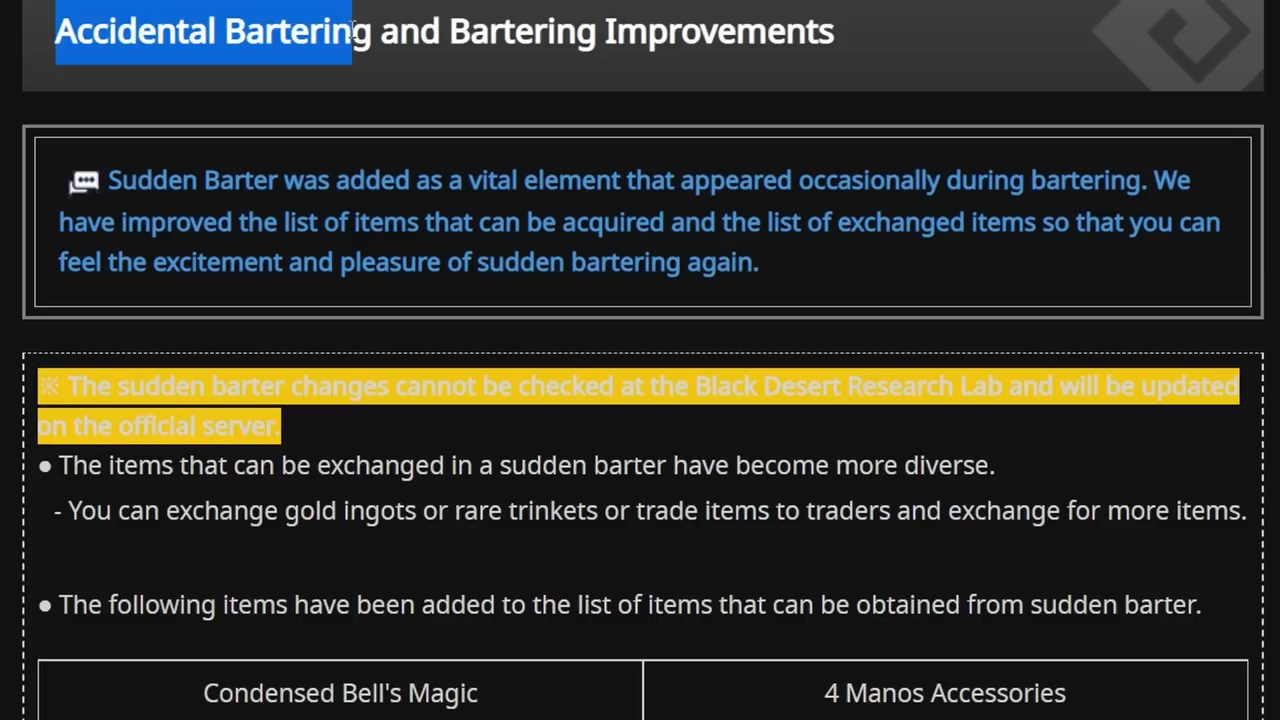 Accidental Bartering and Bartering Improvements
Sudden Barter was added as a vital element that appeared occasionally during bartering. We
have improved the list of items that can be acquired and the list of exchanged items so that you can
feel the excitement and pleasure of sudden bartering again.
※ The sudden barter changes cannot be checked at the Black Desert Research Lab and will be updated
on the official server.
● The items that can be exchanged in a sudden barter have become more diverse.
- You can exchange gold ingots or rare trinkets or trade items to traders and exchange for more items.
● The following items have been added to the list of items that can be obtained from sudden barter.
Condensed Bell's Magic
4 Manos Accessories